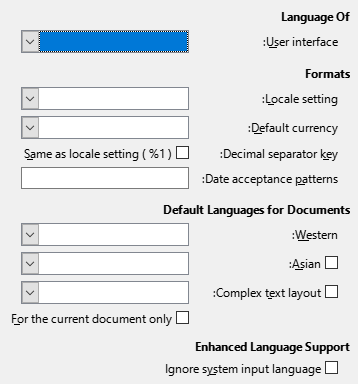 Language Of
:User interface
Formats
:Locale setting
:Default currency
:Decimal separator key
Same as locale setting ( %1 )
:Date acceptance patterns
Default Languages for Documents
:Western
:Asian
:Complex text layout
For the current document only
Enhanced Language Support
Ignore system input language